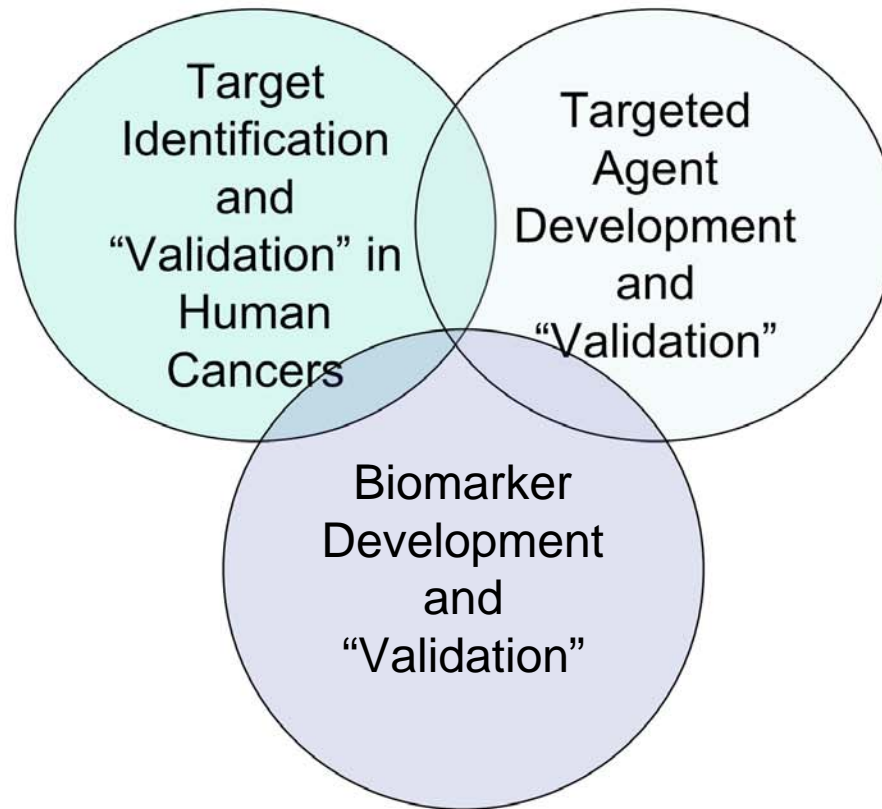 Target
Identification
and
“Validation” in
Human
Cancers
Targeted
Agent
Development
and
“Validation”
Biomarker
Development
and
“Validation”